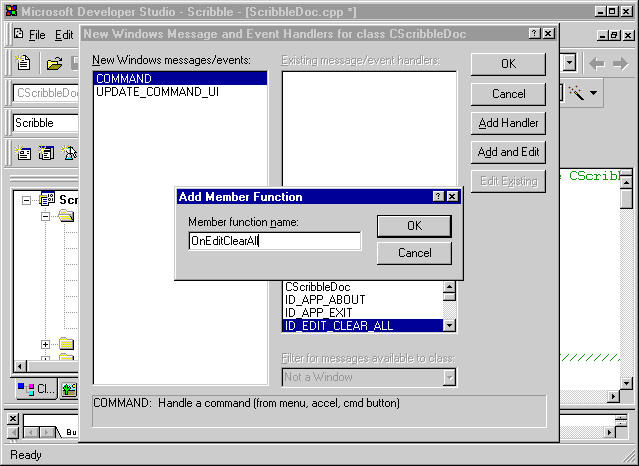 Microsoft Developer Studio - Scribble - [ScribbleDoc.cpp *]
File Edit
New Windows Message and Event Handlers for class CScribbleDoc
New Windows messages/events:
Existing message/event handlers:
COMMAND
UPDATE_COMMAND_UI
OK
Cancel
Add Handler
Add and Edit
Edit Existing
CScribbleDoc
Scribble
Add Member Function
Member function name:
OnEditClearAll
OK
Cancel
CScribbleDoc
ID_APP_ABOUT
ID_APP_EXIT
ID_EDIT_CLEAR_ALL
Filter for messages available to class:
Not a Window
Cl...
COMMAND: Handle a command (from menu, accel, cmd button)
Ready